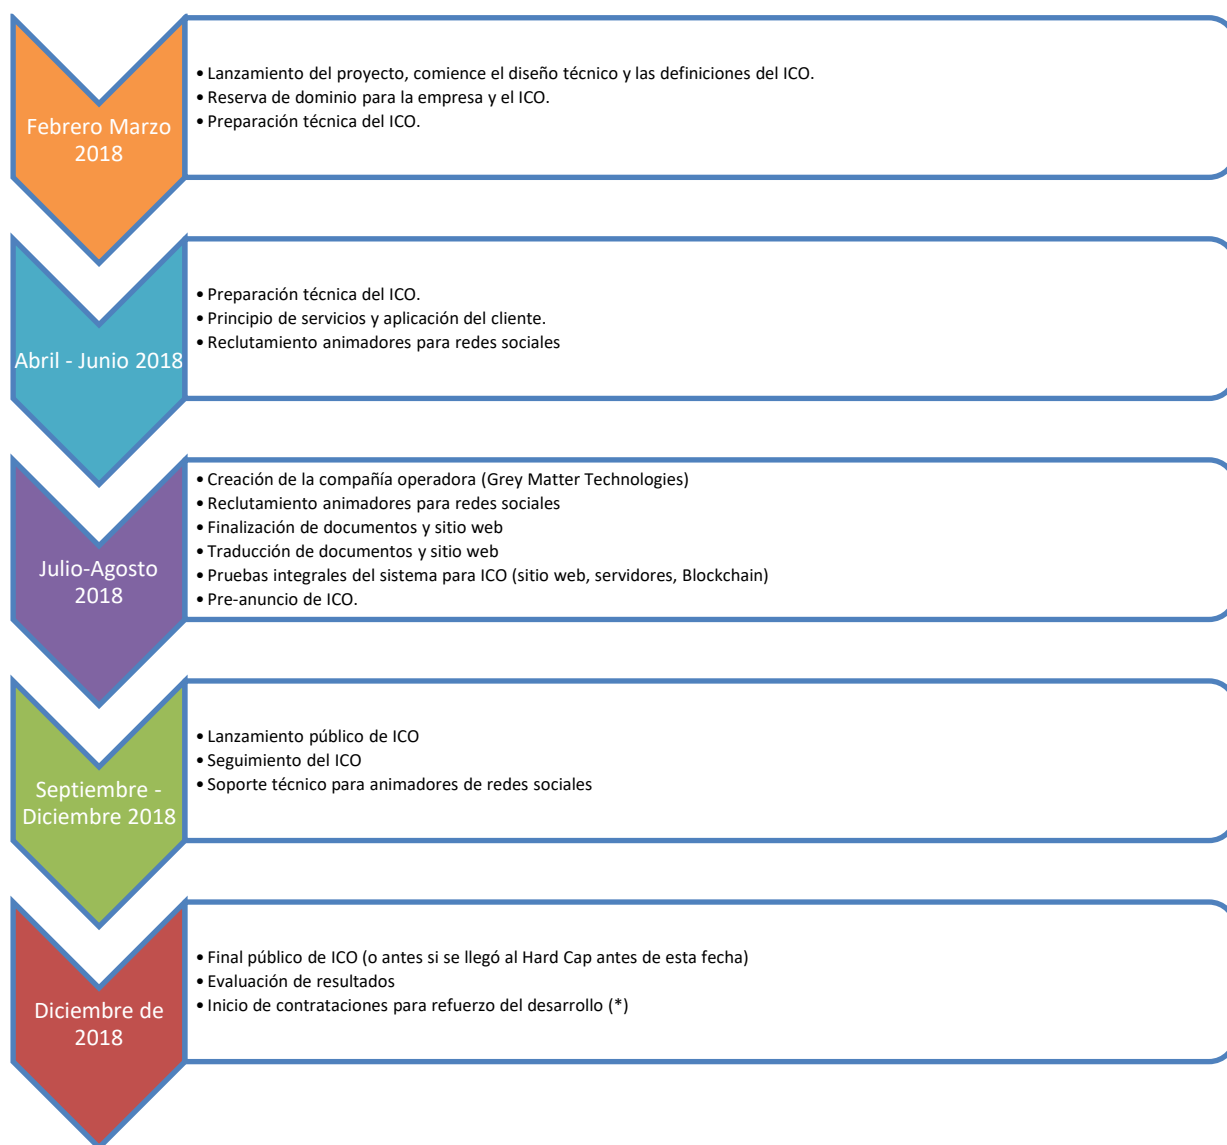 Febrero Marzo
2018
• Lanzamiento del proyecto, comience el diseño técnico y las definiciones del ICO.
• Reserva de dominio para la empresa y el ICO.
• Preparación técnica del ICO.
Abril - Junio 2018
• Preparación técnica del ICO.
• Principio de servicios y aplicación del cliente.
• Reclutamiento animadores para redes sociales
Julio-Agosto
2018
• Creación de la compañía operadora (Grey Matter Technologies)
• Reclutamiento animadores para redes sociales
• Finalización de documentos y sitio web
• Traducción de documentos y sitio web
• Pruebas integrales del sistema para ICO (sitio web, servidores, Blockchain)
• Pre-anuncio de ICO.
Septiembre -
Diciembre 2018
• Lanzamiento público de ICO
• Seguimiento del ICO
• Soporte técnico para animadores de redes sociales
Diciembre de
2018
• Final público de ICO (o antes si se llegó al Hard Cap antes de esta fecha)
• Evaluación de resultados
• Inicio de contrataciones para refuerzo del desarrollo (*)